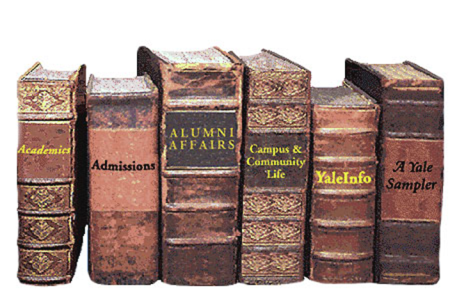 Academics
Admissions
ALUMNI
AFFAIRS
Campus &
Community
Life
YaleInfo
A Yale
Sampler